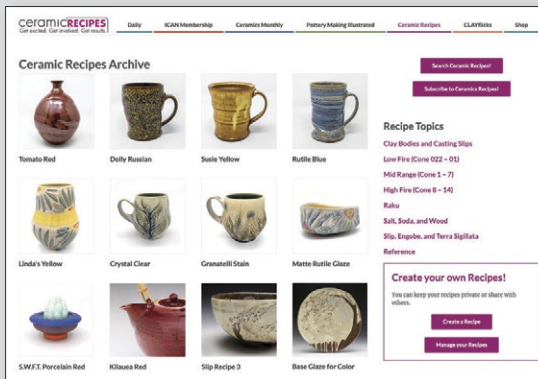 ceramicRECIPES
Get excited. Get involved. Get results.
Daily
ICAN Membership
Ceramics Monthly
Pottery Making Illustrated
Ceramic Recipes
CLAYflicks
Shop
Ceramic Recipes Archive
Search Ceramic Recipes!
Subscribe to Ceramics Recipes!
Tomato Red
Dolly Russian
Susie Yellow
Rutile Blue
Linda's Yellow
Crystal Clear
Granatelli Stain
Matte Rutile Glaze
S.W.F.T. Porcelain Red
Kilauea Red
Slip Recipe 3
Base Glaze for Color
Recipe Topics
Clay Bodies and Casting Slips
Low Fire (Cone 022 – 01)
Mid Range (Cone 1 – 7)
High Fire (Cone 8 – 14)
Raku
Salt, Soda, and Wood
Slip, Engobe, and Terra Sigillata
Reference
Create your own Recipes!
You can keep your recipes private or share with
others.
Create a Recipe
Manage your Recipes